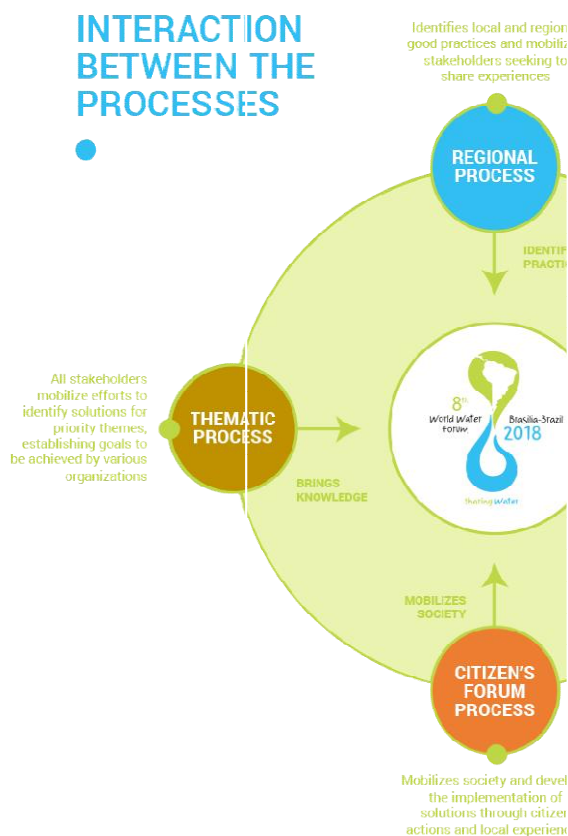 INTERACTION
BETWEEN THE
PROCESSES
Identifies local and region
good practices and mobiliz
stakeholders seeking to
share experiences
REGIONAL
PROCESS
IDENTIF
PRACTI
All stakeholders
mobilize efforts to
identify solutions for
priority themes,
establishing goals to
be achieved by various
organizations
THEMATIC
PROCESS
BRINGS
KNOWLEDGE
8th
World Water
Forum
Brasilia-Brazil
2018
Sharing Water
MOBILIZES
SOCIETY
CITIZEN'S
FORUM
PROCESS
Mobilizes society and devel
the implementation of
solutions through citizen
actions and local experienc